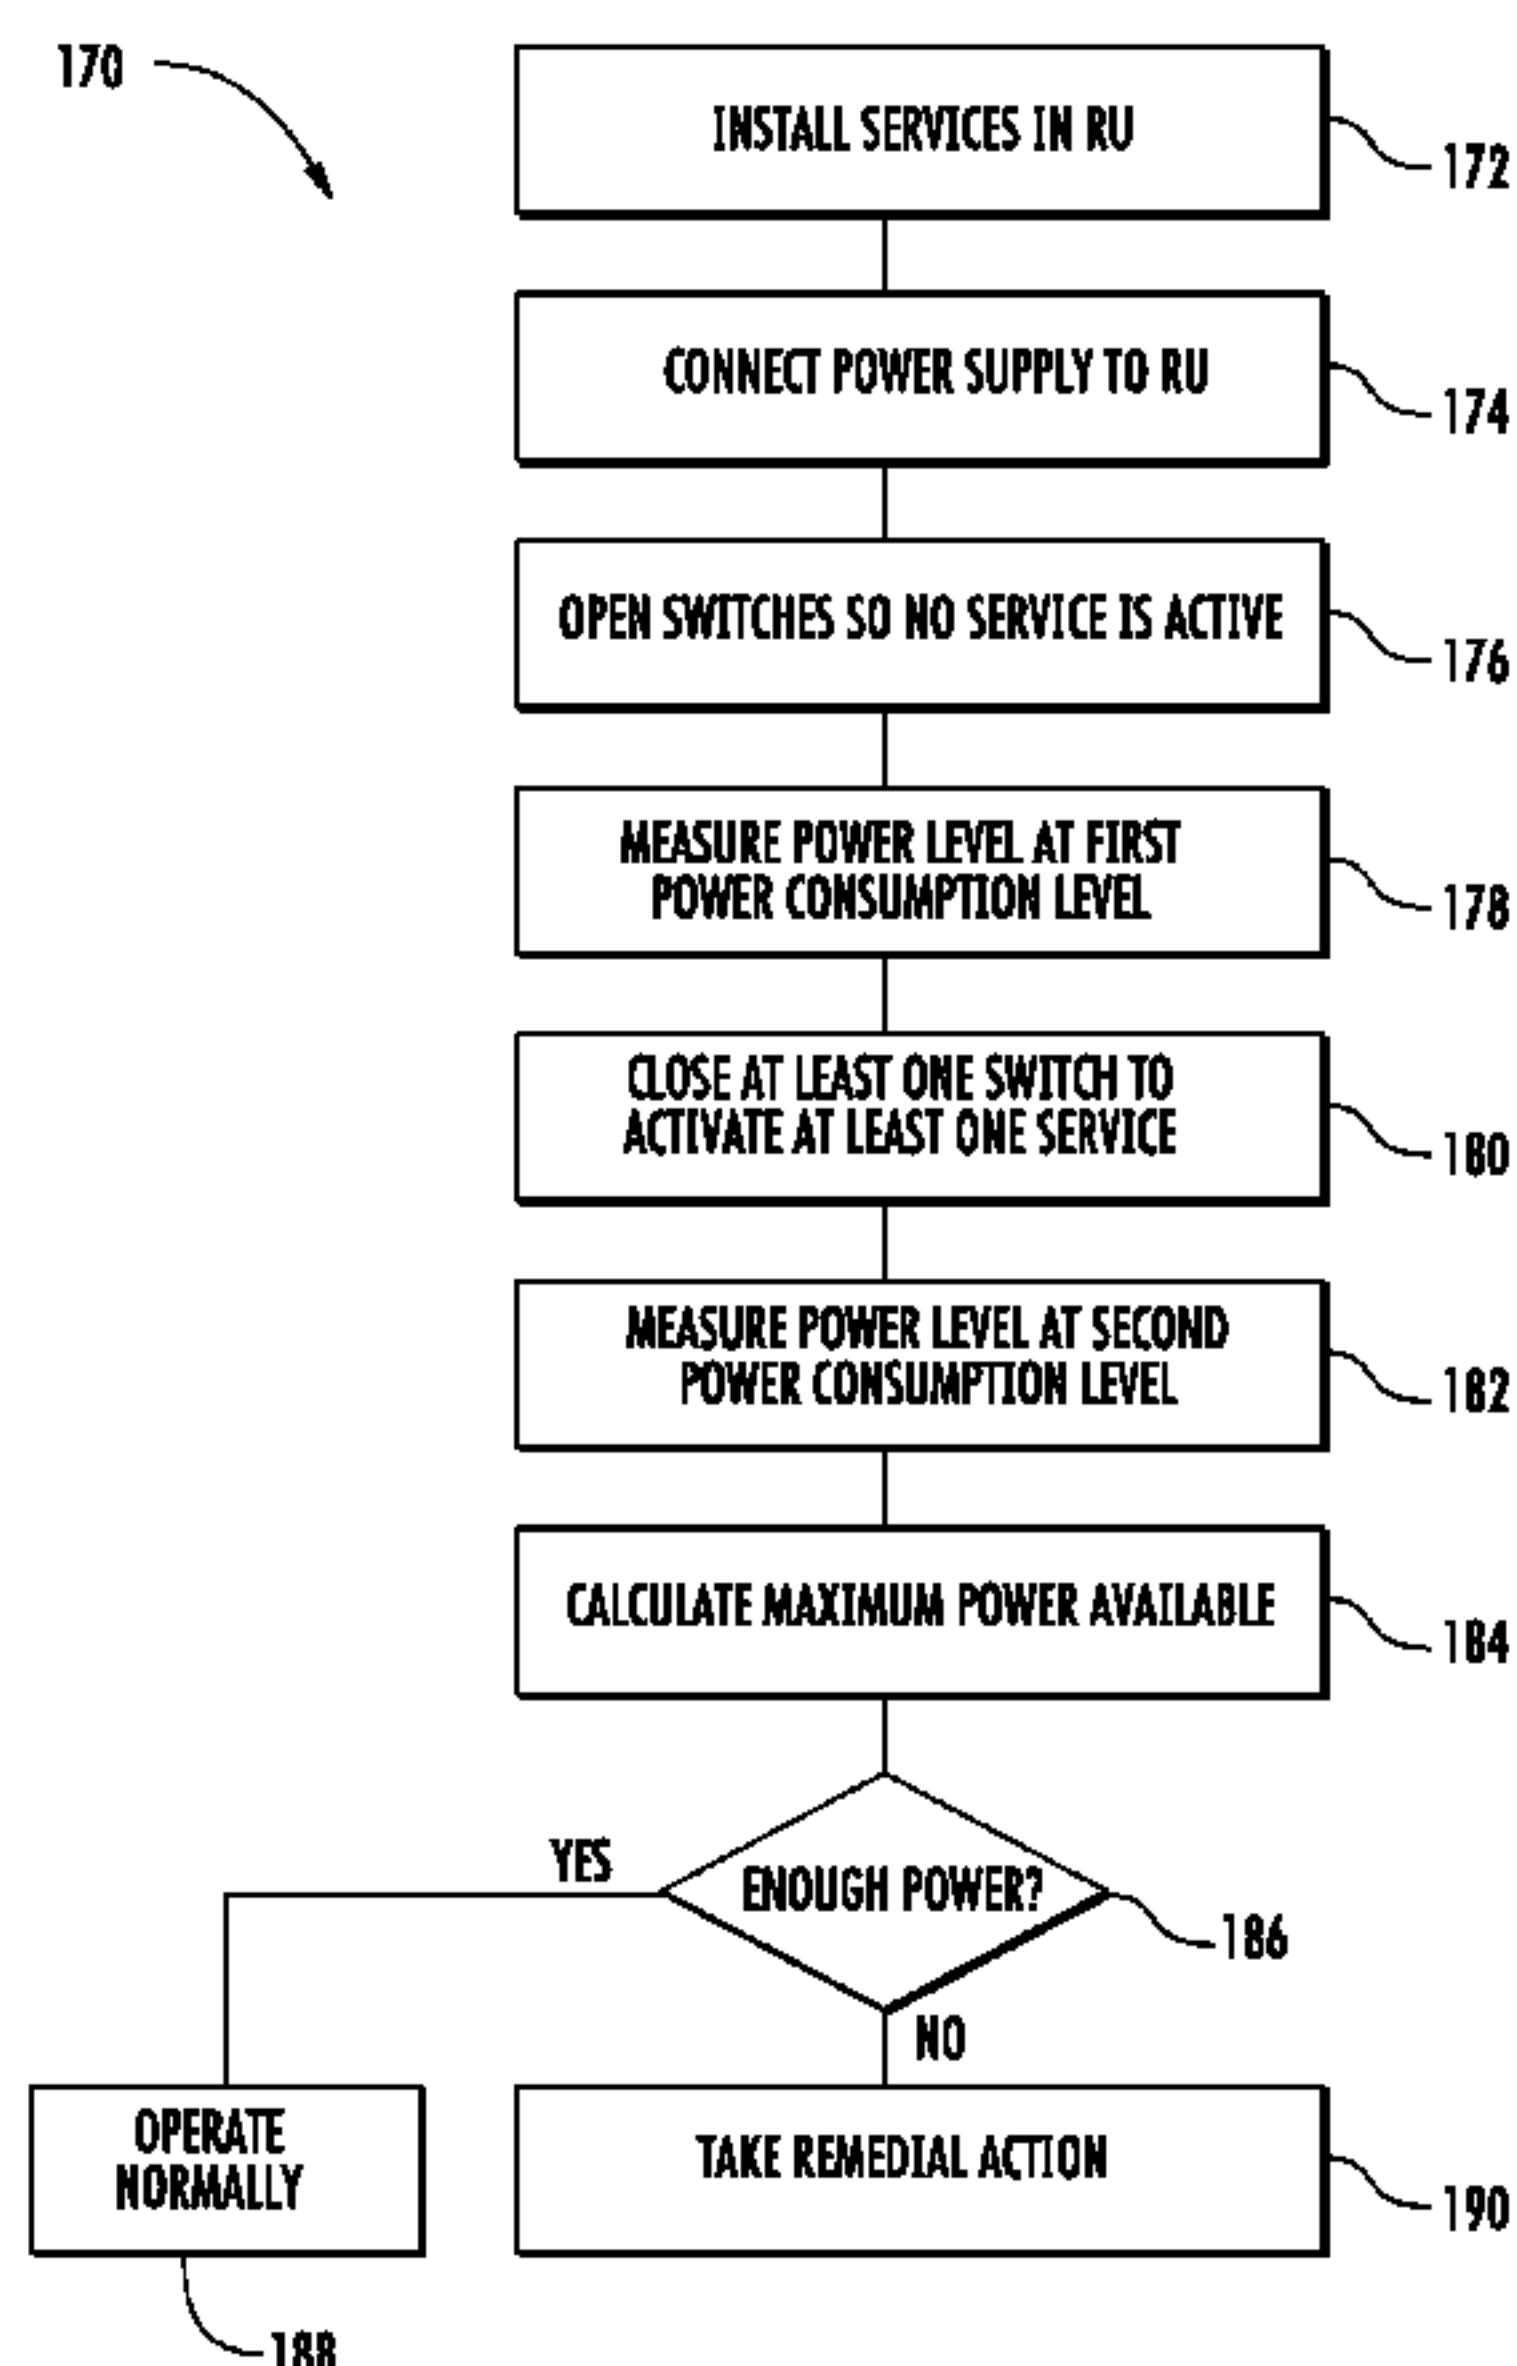 170
INSTALL SERVICES IN RU
172
CONNECT POWER SUPPLY TO RU
174
OPEN SWITCHES SO NO SERVICE IS ACTIVE
176
MEASURE POWER LEVEL AT FIRST
POWER CONSUMPTION LEVEL
178
CLOSE AT LEAST ONE SWITCH TO
ACTIVATE AT LEAST ONE SERVICE
180
MEASURE POWER LEVEL AT SECOND
POWER CONSUMPTION LEVEL
182
CALCULATE MAXIMUM POWER AVAILABLE
184
YES
ENOUGH POWER?
186
NO
OPERATE
NORMALLY
TAKE REMEDIAL ACTION
190
188